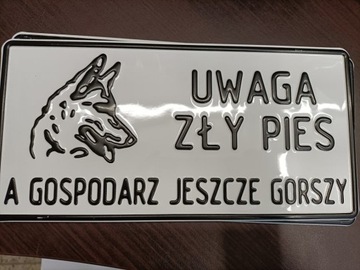 UWAGA
ZŁY PIES
A GOSPODARZ JESZCZE GORSZY